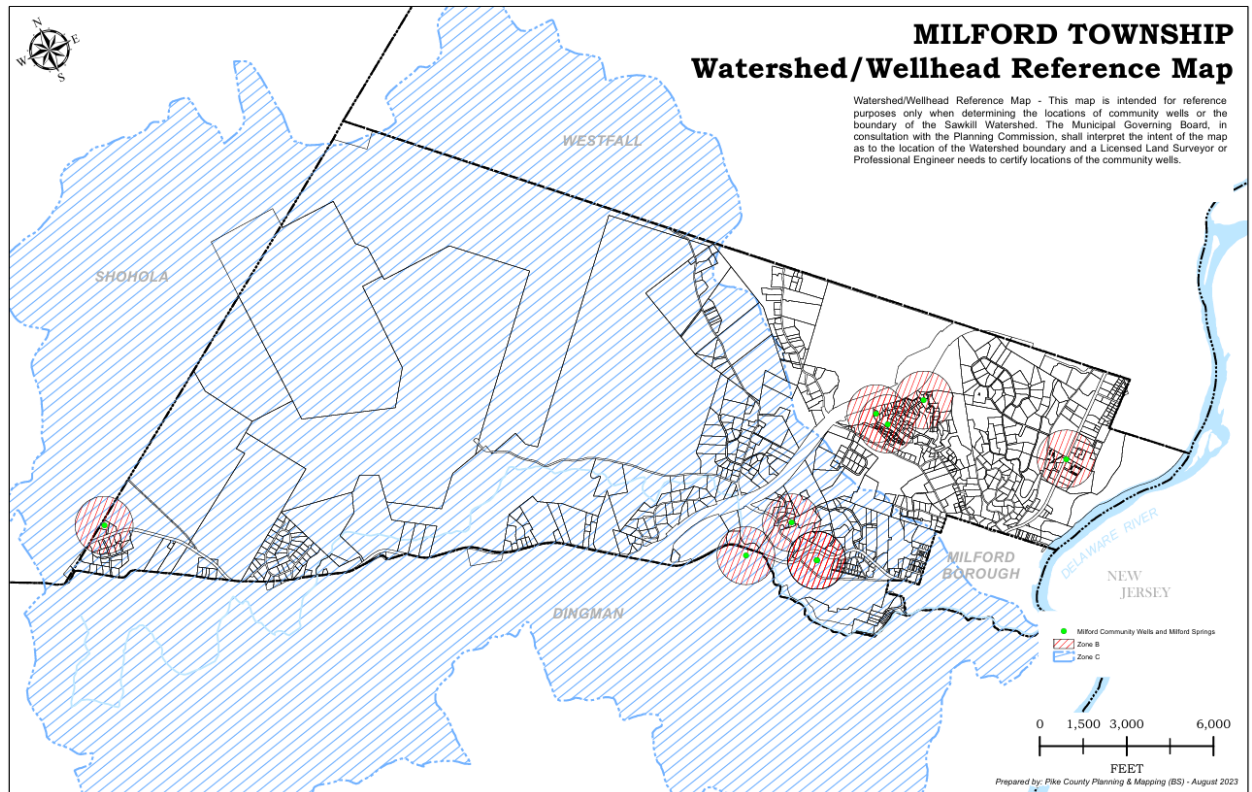 MILFORD TOWNSHIP
Watershed/Wellhead Reference Map
Watershed/Wellhead Reference Map - This map is intended for reference
purposes only when determining the locations of community wells or the
boundary of the Sawkill Watershed. The Municipal Governing Board, in
consultation with the Planning Commission, shall interpret the intent of the map
as to the location of the Watershed boundary and a Licensed Land Surveyor or
Professional Engineer needs to certify locations of the community wells.
N
E
W
S
WESTFALL
SHOHOLA
DELAWARE RIVER
MILFORD
BOROUGH
NEW
JERSEY
DINGMAN
Milford Community Wells and Milford Springs
Zone B
Zone C
0 1,500 3,000 6,000
FEET
Prepared by: Pike County Planning & Mapping (BS) - August 2023